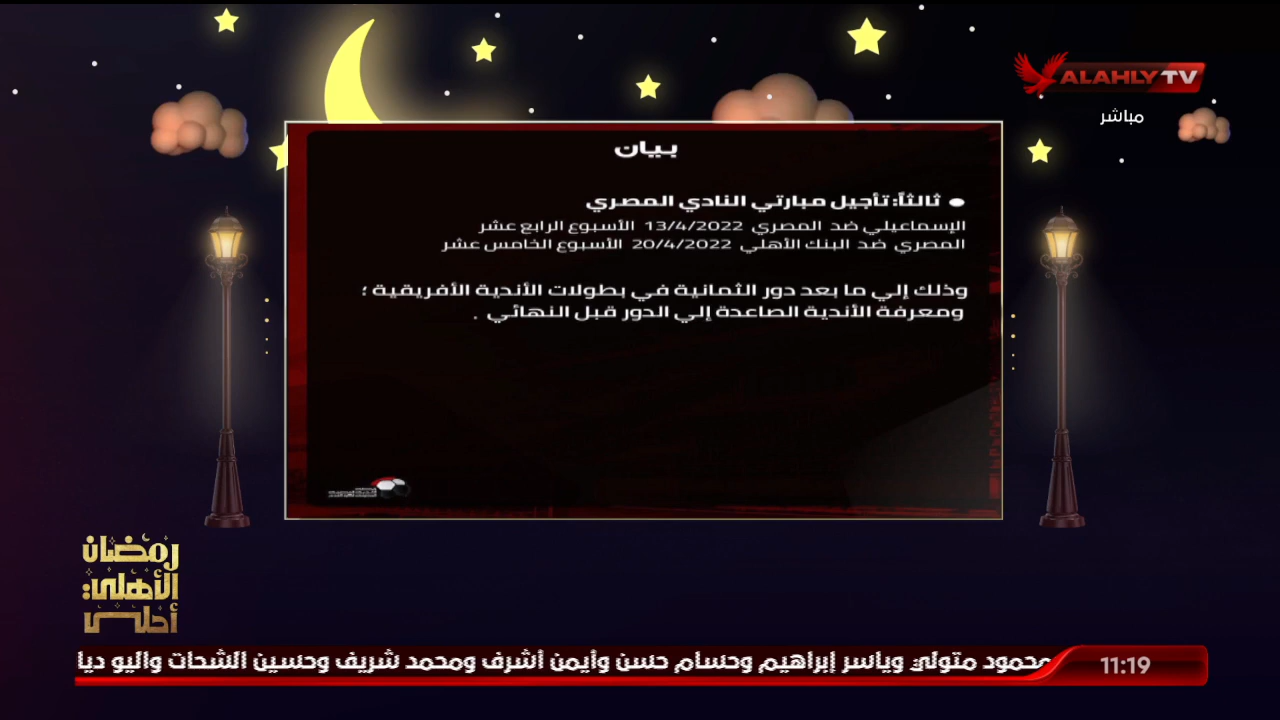 ALAHLY TV
مباشر
بيان
● ثالثاً: تأجيل مبارتي النادي المصري
الإسماعيلي ضد المصري 13/4/2022 الأسبوع الرابع عشر
المصري ضد البنك الأهلي 20/4/2022 الأسبوع الخامس عشر
وذلك إلي ما بعد دور الثمانية في بطولات الأندية الأفريقية ؛
ومعرفة الأندية الصاعدة إلي الدور قبل النهائي .
رمضان
الأهلي:
أحلى
محمود متولي وياسر إبراهيم وحسام حسن وأيمن أشرف ومحمد شريف وحسين الشحات واليو ديا
11:19